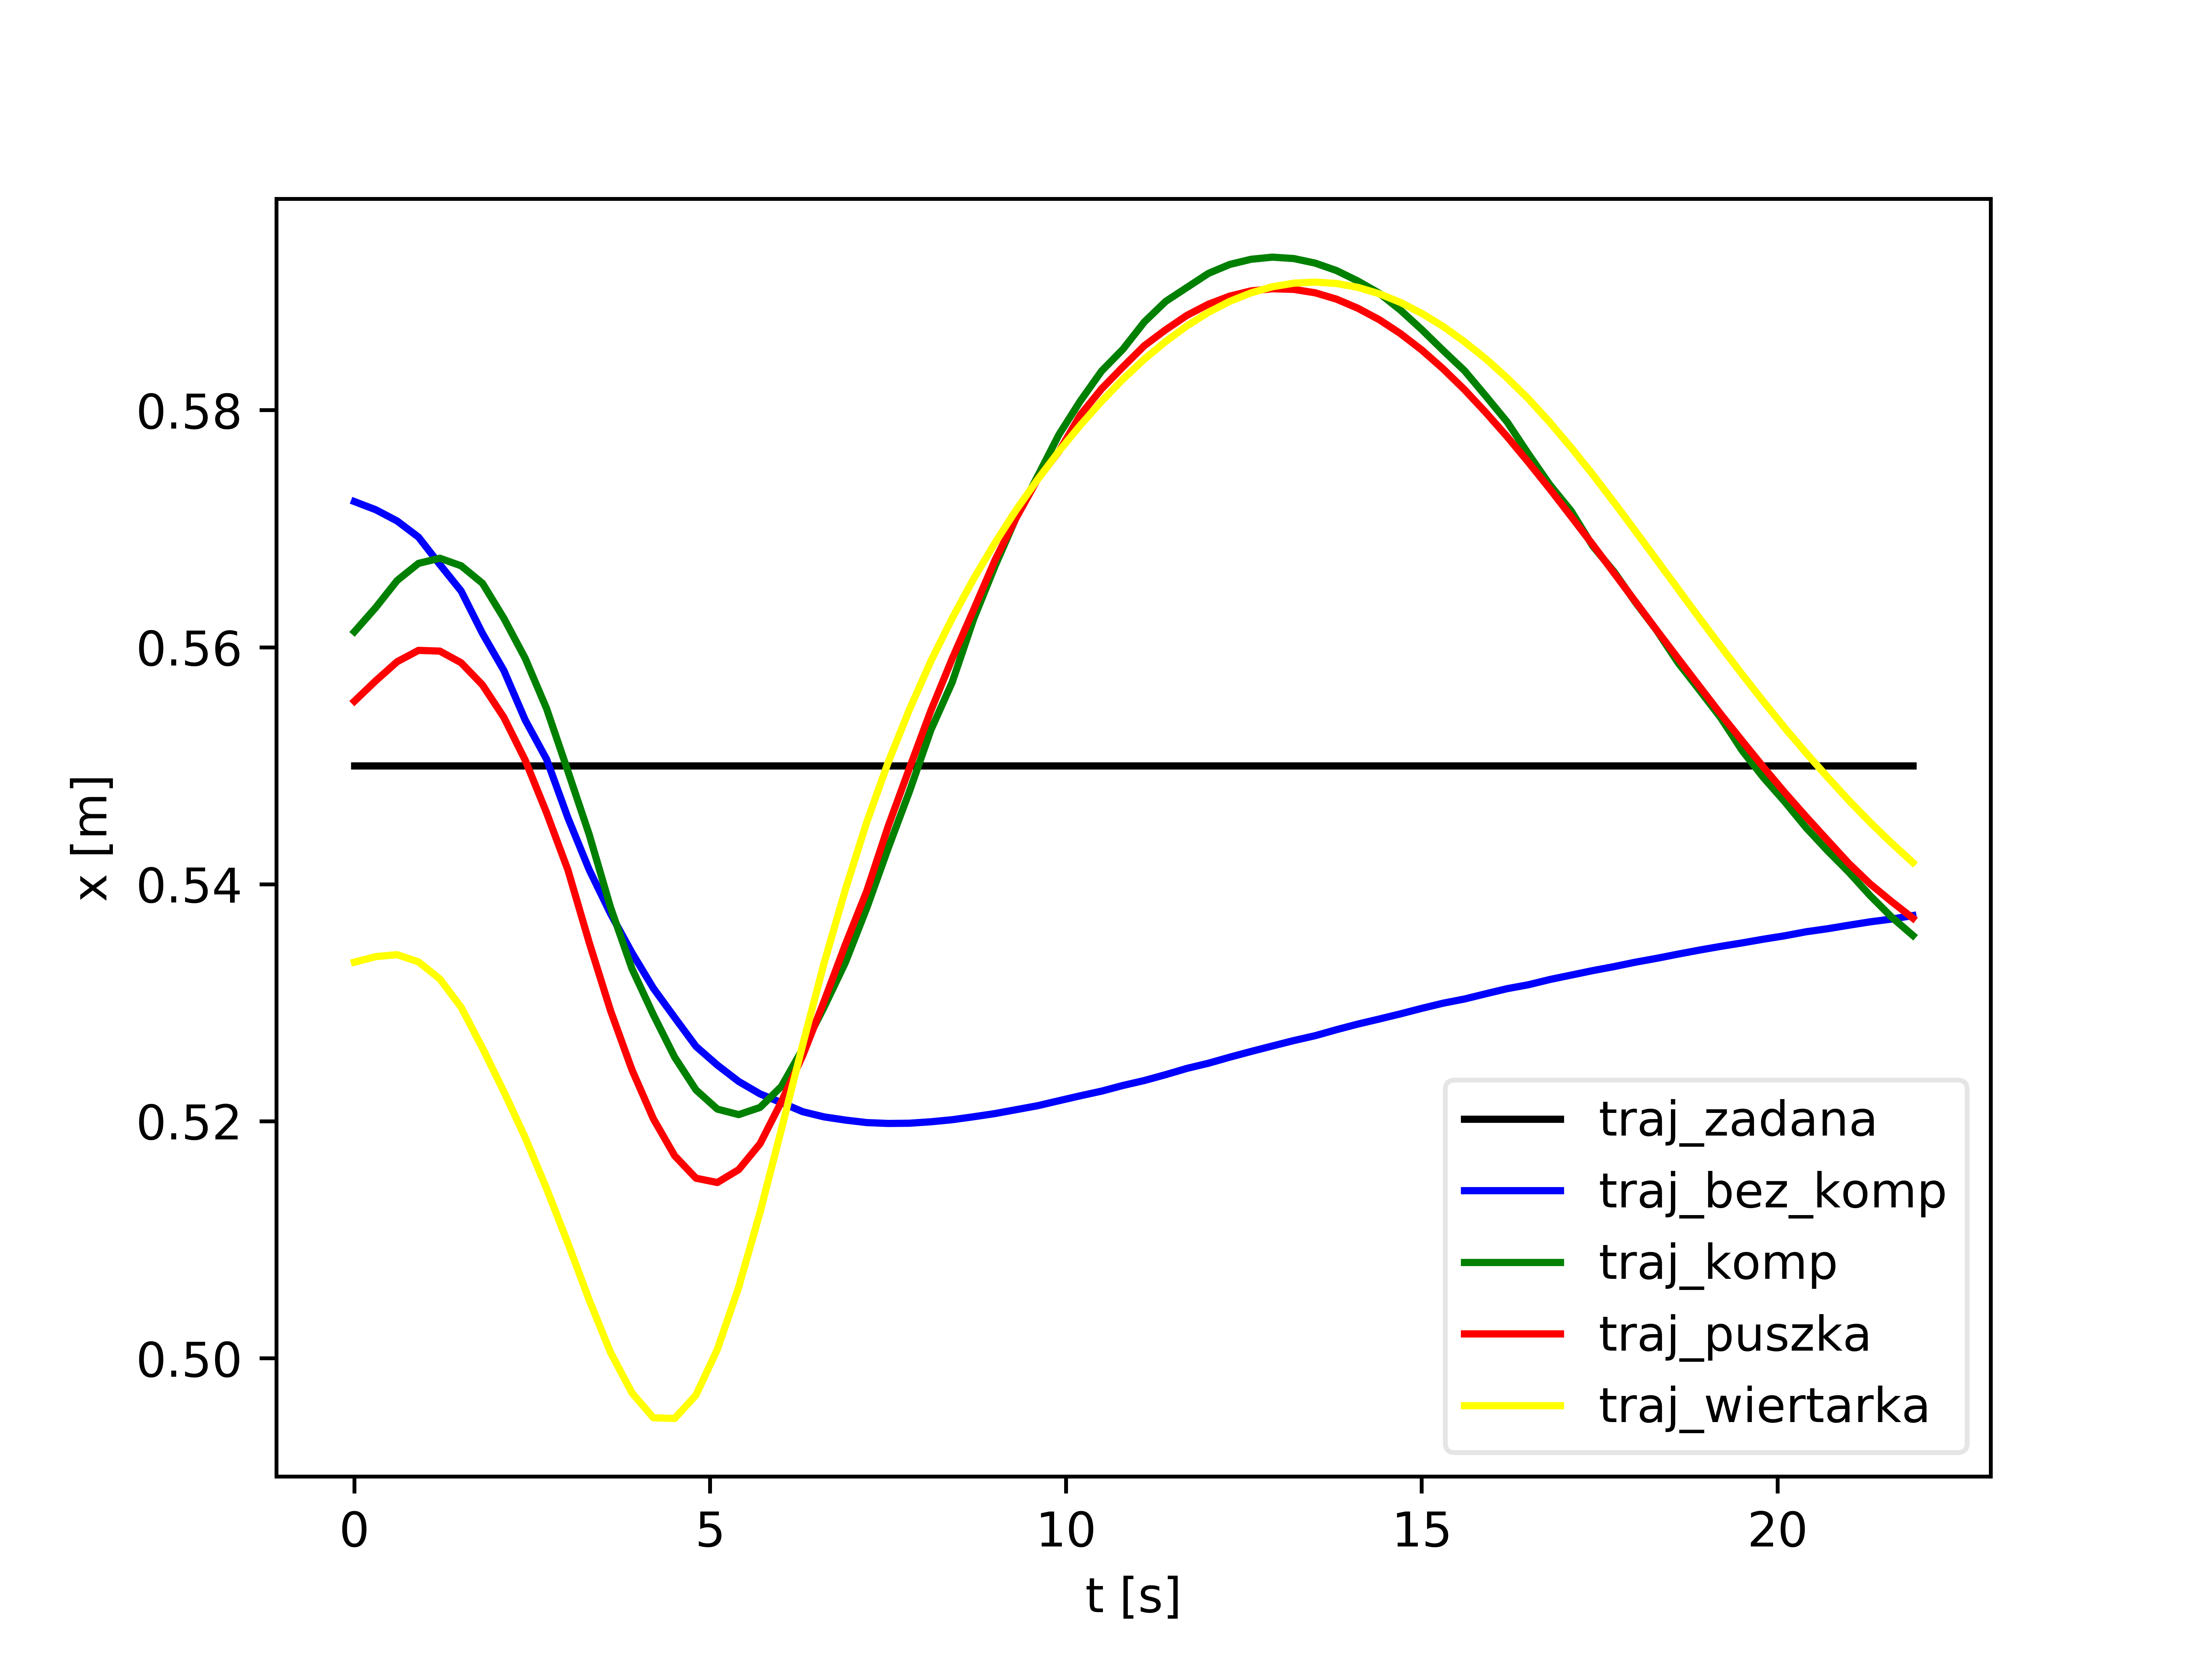 x [m]
0.58
0.56
0.54
0.52
0.50
0
5
10
15
20
t [s]
traj_zadana
traj_bez_komp
traj_komp
traj_puszka
traj_wiertarka